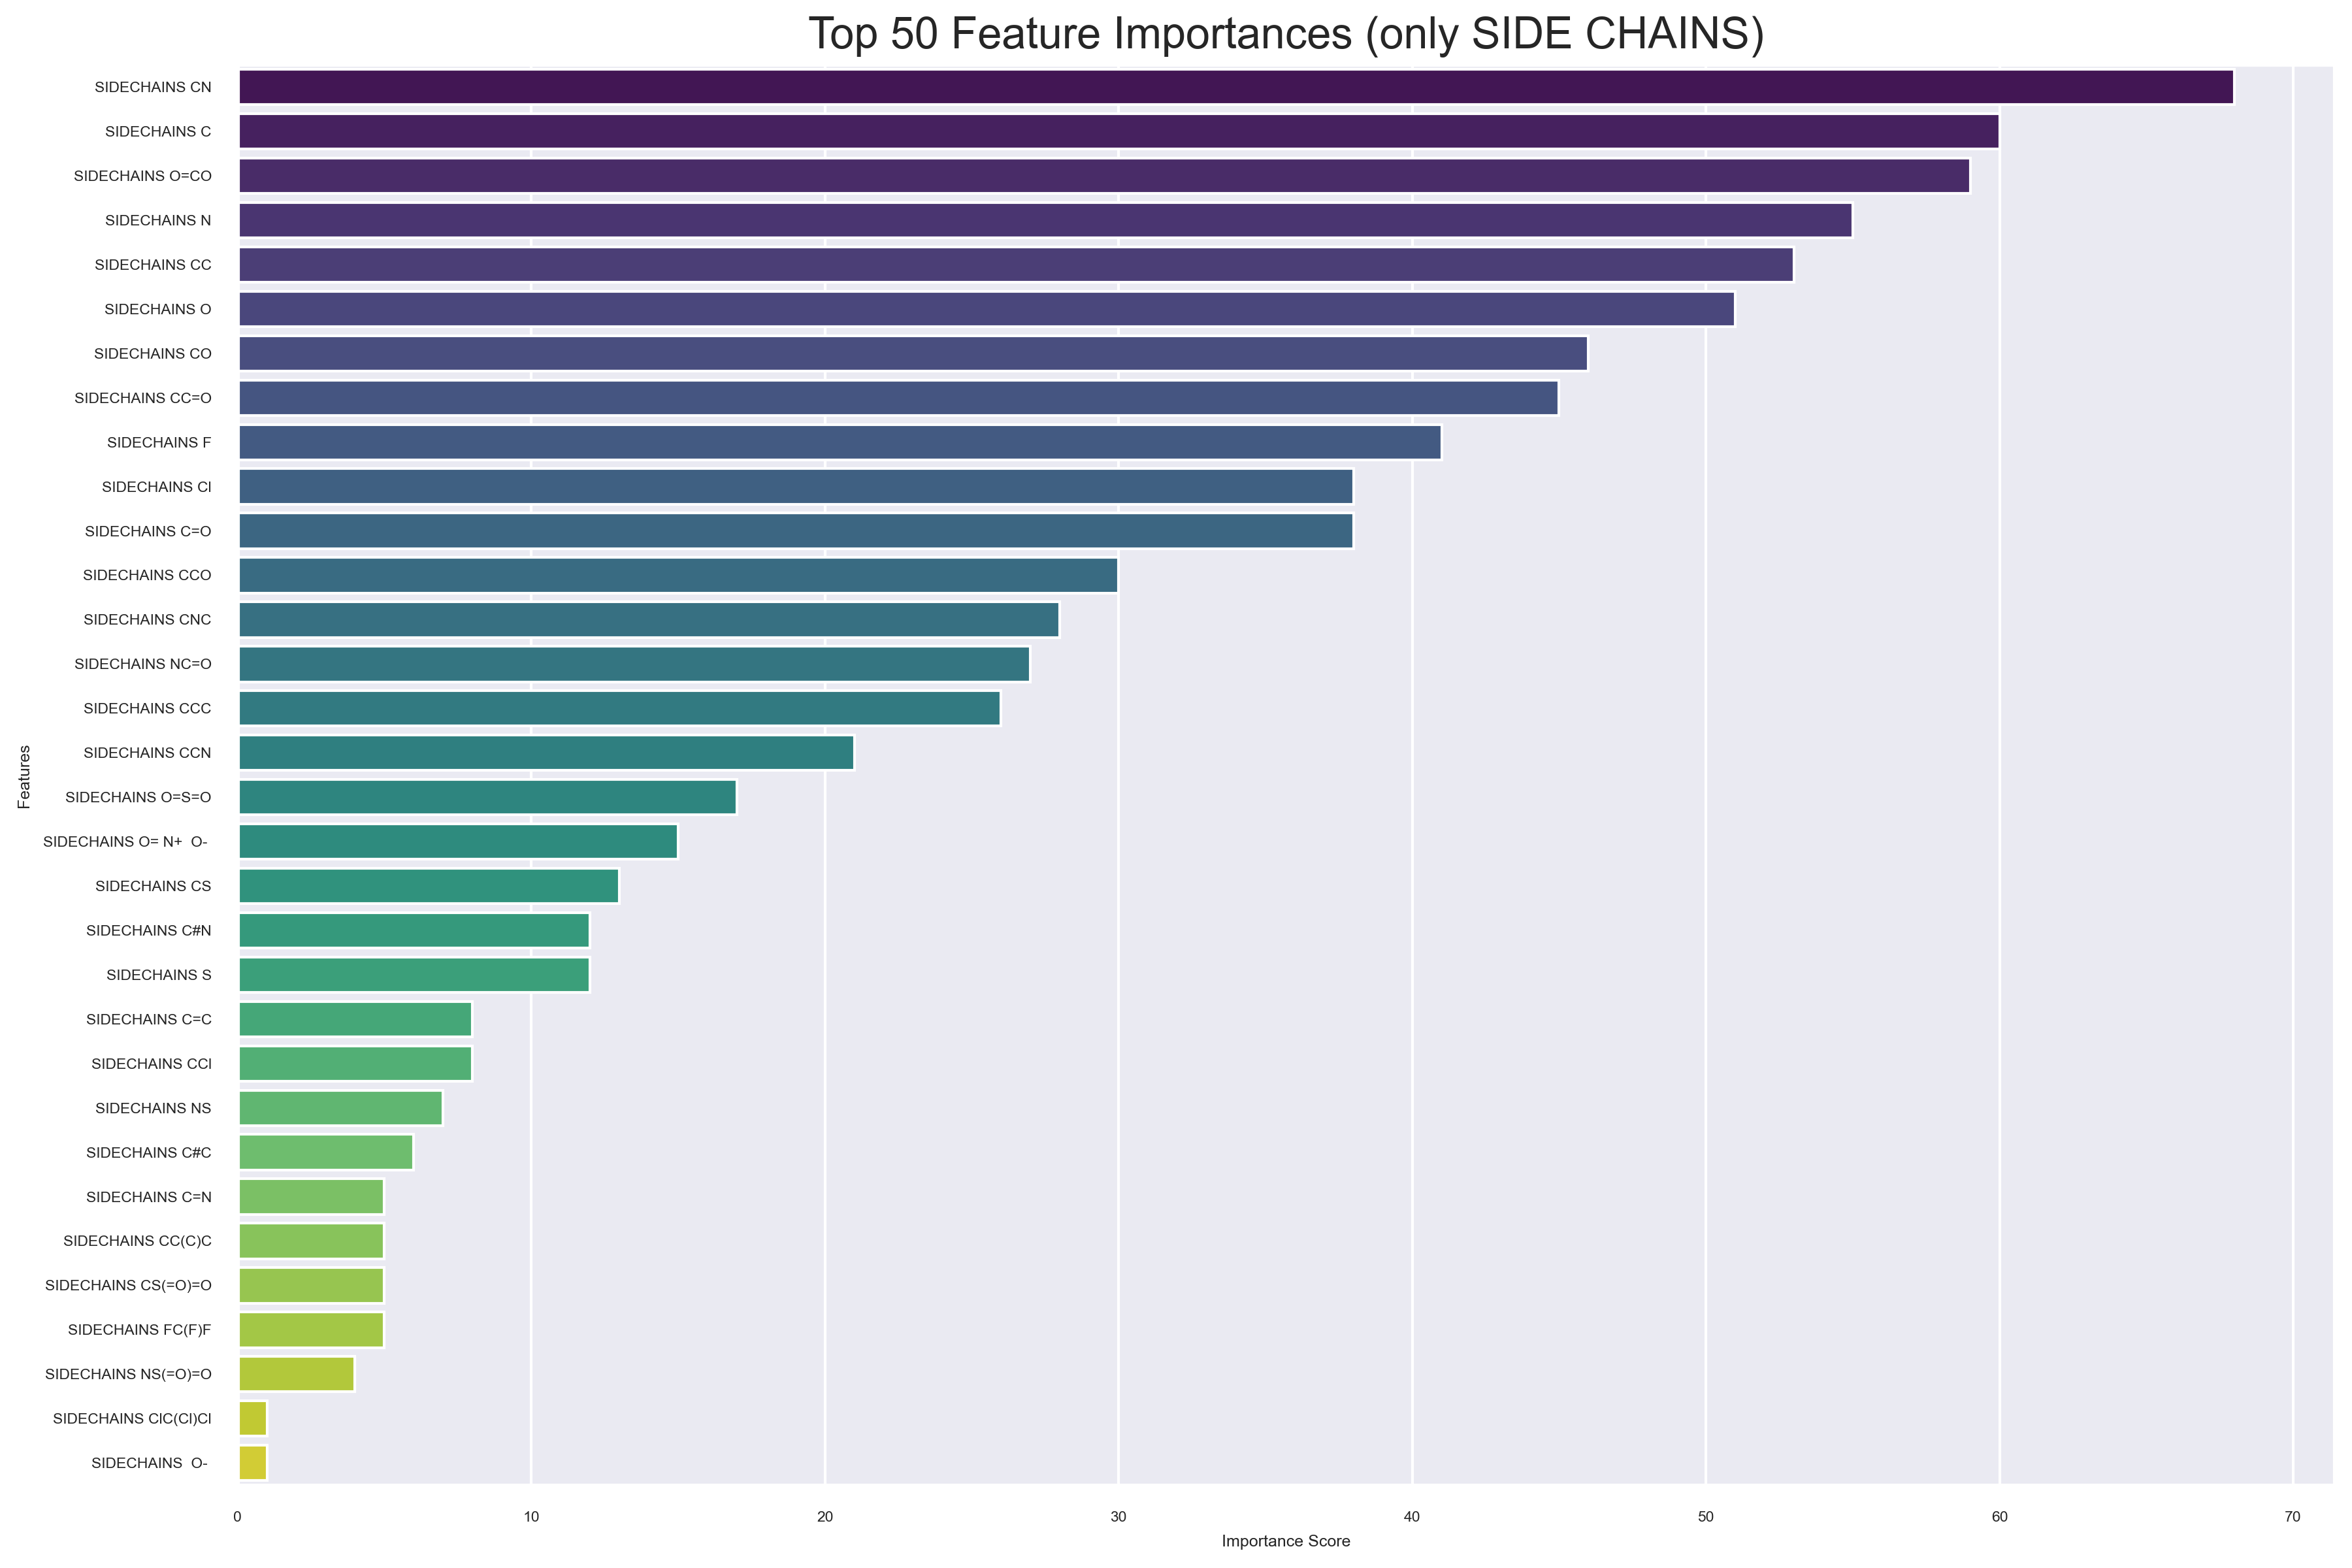 Top 50 Feature Importances (only SIDE CHAINS)
SIDECHAINS CN
SIDECHAINS C
SIDECHAINS O=CO
SIDECHAINS N
SIDECHAINS CC
SIDECHAINS O
SIDECHAINS CO
SIDECHAINS CC=O
SIDECHAINS F
SIDECHAINS Cl
SIDECHAINS C=O
SIDECHAINS CCO
SIDECHAINS CNC
SIDECHAINS NC=O
SIDECHAINS CCC
SIDECHAINS CCN
SIDECHAINS O=S=O
SIDECHAINS O= N+  O-
SIDECHAINS CS
SIDECHAINS C#N
SIDECHAINS S
SIDECHAINS C=C
SIDECHAINS CCl
SIDECHAINS NS
SIDECHAINS C#C
SIDECHAINS C=N
SIDECHAINS CC(C)C
SIDECHAINS CS(=O)=O
SIDECHAINS FC(F)F
SIDECHAINS NS(=O)=O
SIDECHAINS ClC(Cl)Cl
SIDECHAINS  O-
Features
0 10 20 30 40 50 60 70
Importance Score